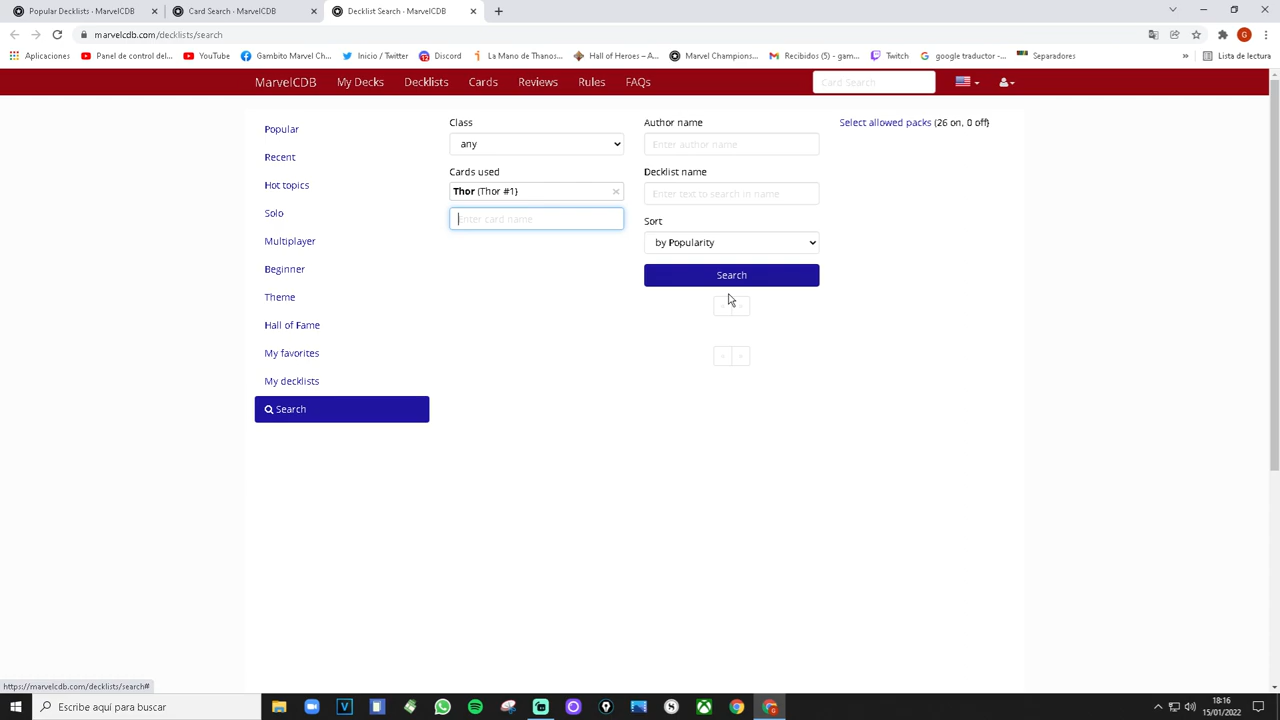 Popular Decklists · MarvelCDB
Card Search · MarvelCDB
Decklist Search · MarvelCDB
marvelcdb.com/decklists/search
Aplicaciones
Panel de control del...
YouTube
Gambito Marvel Ch...
Inicio / Twitter
Discord
La Mano de Thanos...
Hall of Heroes – A...
Marvel Champions...
Recibidos (5) - gam...
Twitch
google traductor - ...
Separadores
»
Lista de lectura
MarvelCDB
My Decks
Decklists
Cards
Reviews
Rules
FAQs
Card Search
Popular
Recent
Hot topics
Solo
Multiplayer
Beginner
Theme
Hall of Fame
My favorites
My decklists
Search
Class
any
Cards used
Thor (Thor #1)
Enter card name
Author name
Enter author name
Decklist name
Enter text to search in name
Sort
by Popularity
Search
Select allowed packs (26 on, 0 off)
https://marvelcdb.com/decklists/search#
Escribe aquí para buscar
18:16
15/01/2022